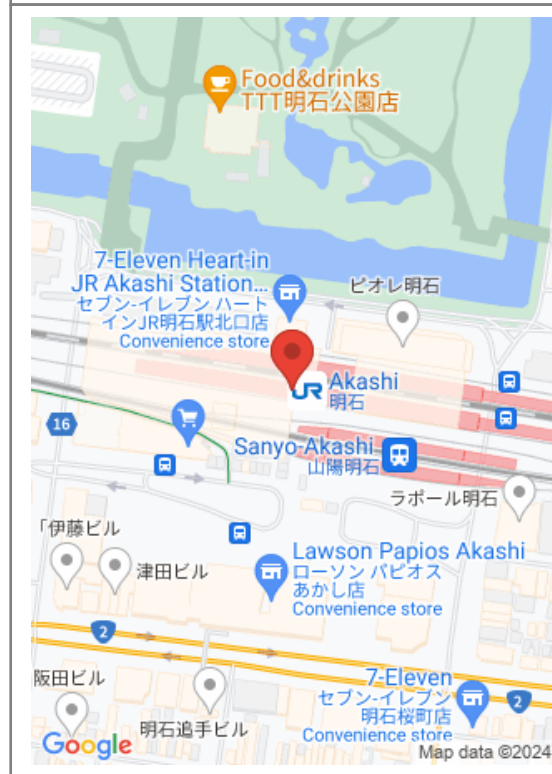 Food&drinks
TTT明石公園店
7-Eleven Heart-in
JR Akashi Station...
セブン-イレブン ハート
インJR明石駅北口店
Convenience store
ピオレ明石
JR
Akashi
明石
16
Sanyo-Akashi
山陽明石
ラポール明石
「伊藤ビル
津田ビル
Lawson Papios Akashi
ローソン パピオス
あかし店
Convenience store
2
阪田ビル
明石追手ビル
7-Eleven
セブン-イレブン
明石桜町店
Convenience store
2
Google
Map data ©2024